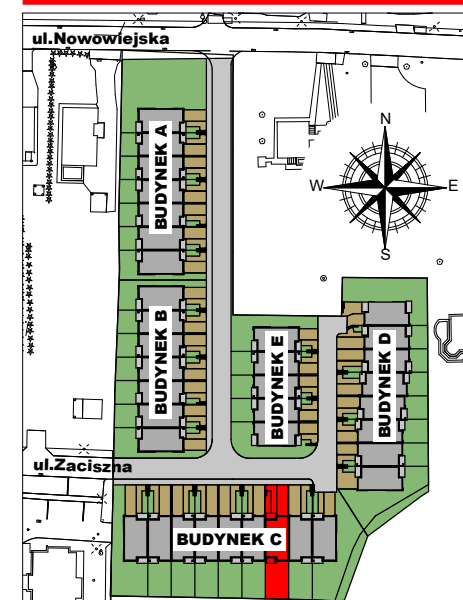 ul.Nowowiejska
N
W
E
S
BUDYNEK A
BUDYNEK B
BUDYNEK E
BUDYNEK D
ul.Zaciszna
BUDYNEK C